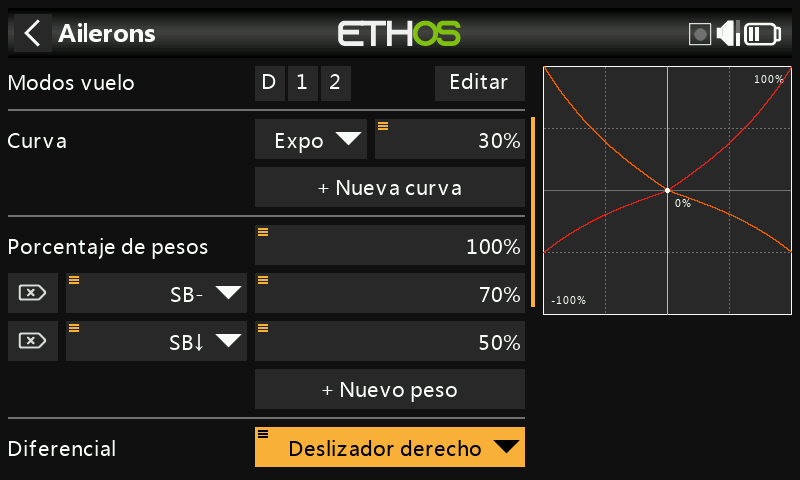 Ailerons
ETHOS
Modos vuelo D 1 2 Editar
Curva Expo 30%
+ Nueva curva
Porcentaje de pesos 100%
SB- 70%
SB↓ 50%
+ Nuevo peso
Diferencial Deslizador derecho
100%
0%
-100%